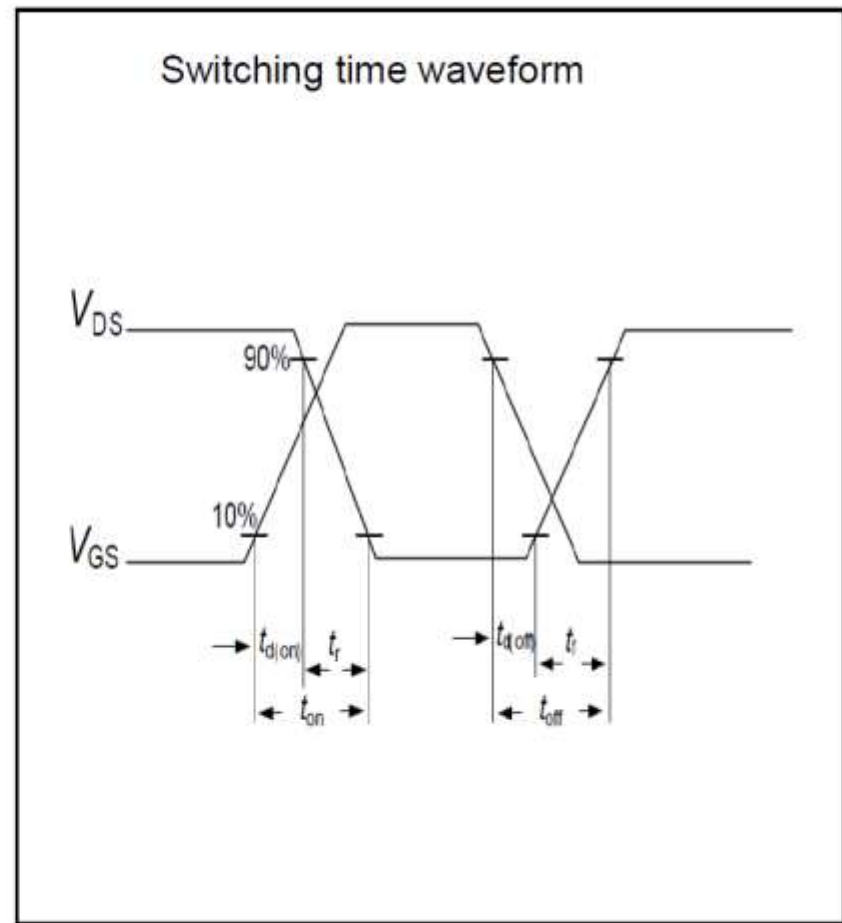 Switching time waveform
VDS
90%
10%
VGS
td(on) tr td(off) tf
ton toff